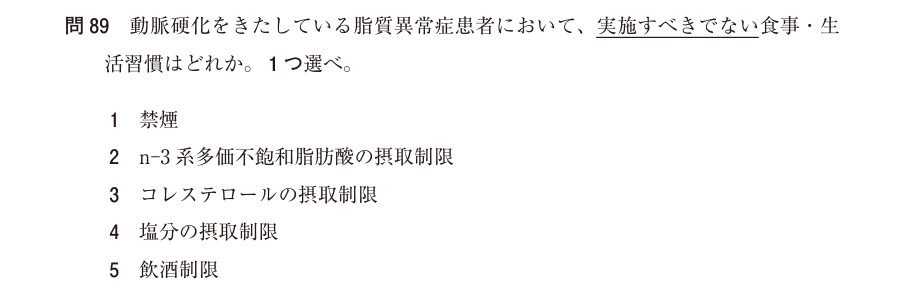 問 89 動脈硬化をきたしている脂質異常症患者において、実施すべきでない食事・生
活習慣はどれか。1つ選べ。
1 禁煙
2 n-3 系多価不飽和脂肪酸の摂取制限
3 コレステロールの摂取制限
4 塩分の摂取制限
5 飲酒制限